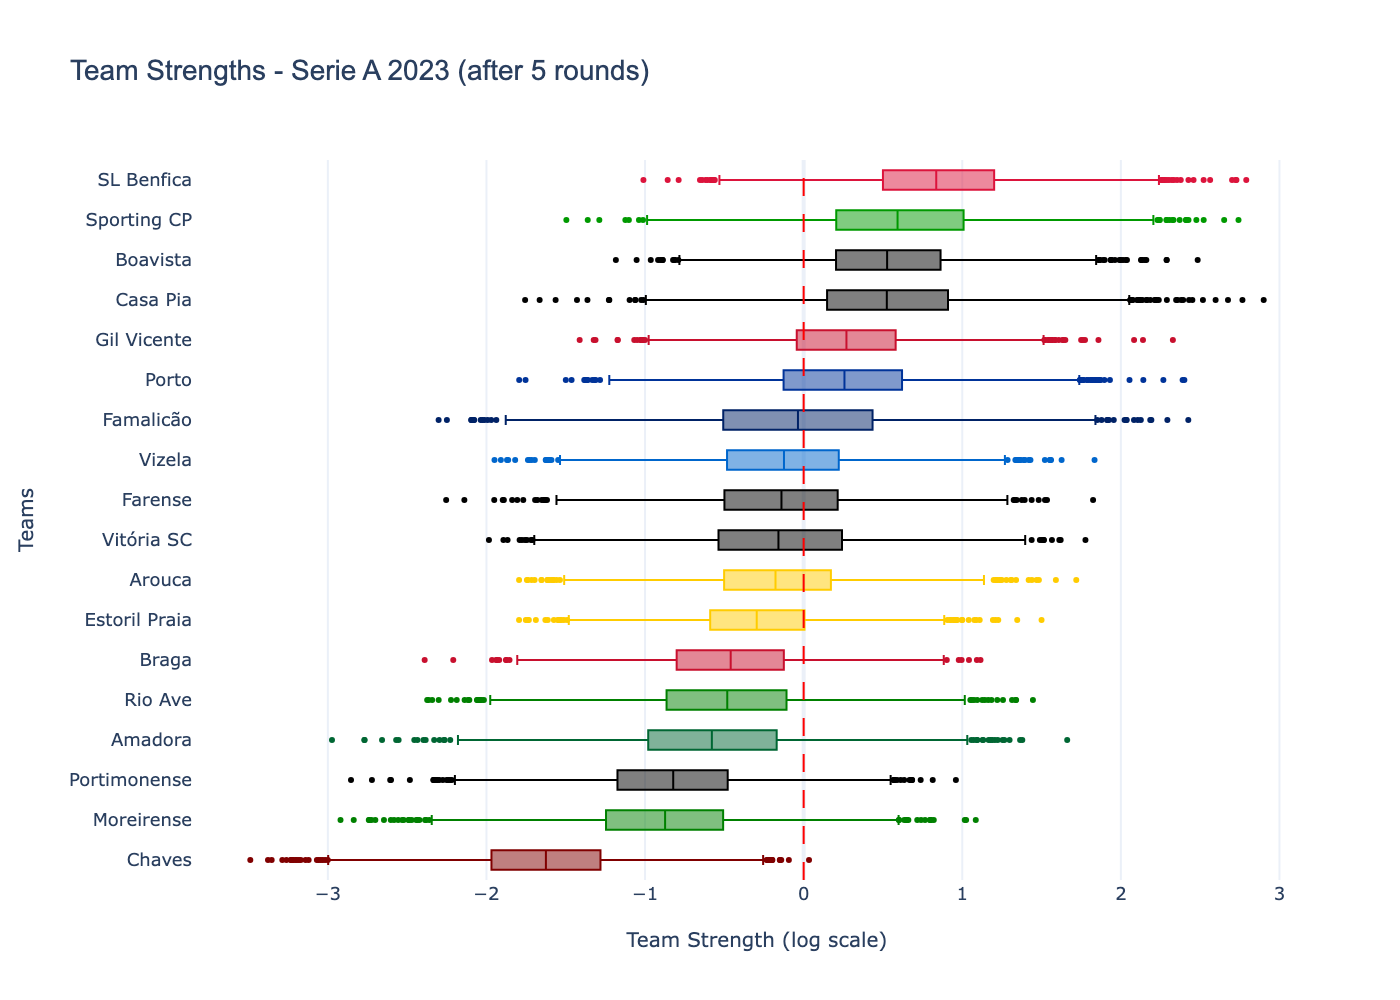 Team Strengths - Serie A 2023 (after 5 rounds)
SL Benfica
Sporting CP
Boavista
Casa Pia
Gil Vicente
Porto
Famalicão
Vizela
Farense
Vitória SC
Arouca
Estoril Praia
Braga
Rio Ave
Amadora
Portimonense
Moreirense
Chaves
Teams
−3 −2 −1 0 1 2 3
Team Strength (log scale)